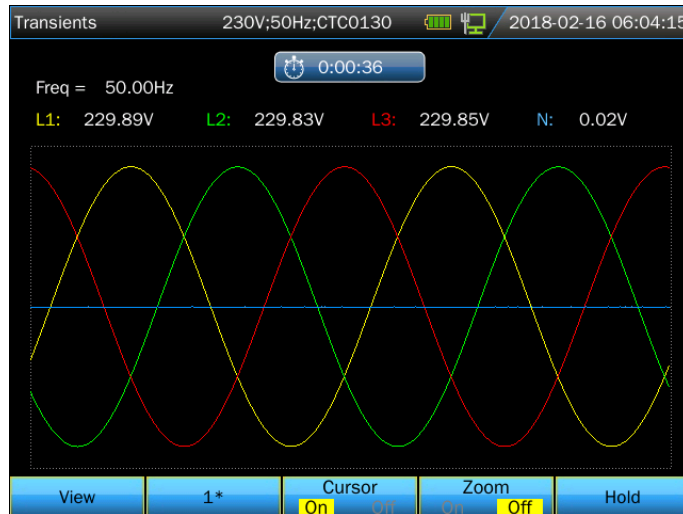 Transients 230V;50Hz;CTC0130 2018-02-16 06:04:15
0:00:36
Freq = 50.00Hz
L1: 229.89V L2: 229.83V L3: 229.85V N: 0.02V
View 1* Cursor On Off Zoom On Off Hold